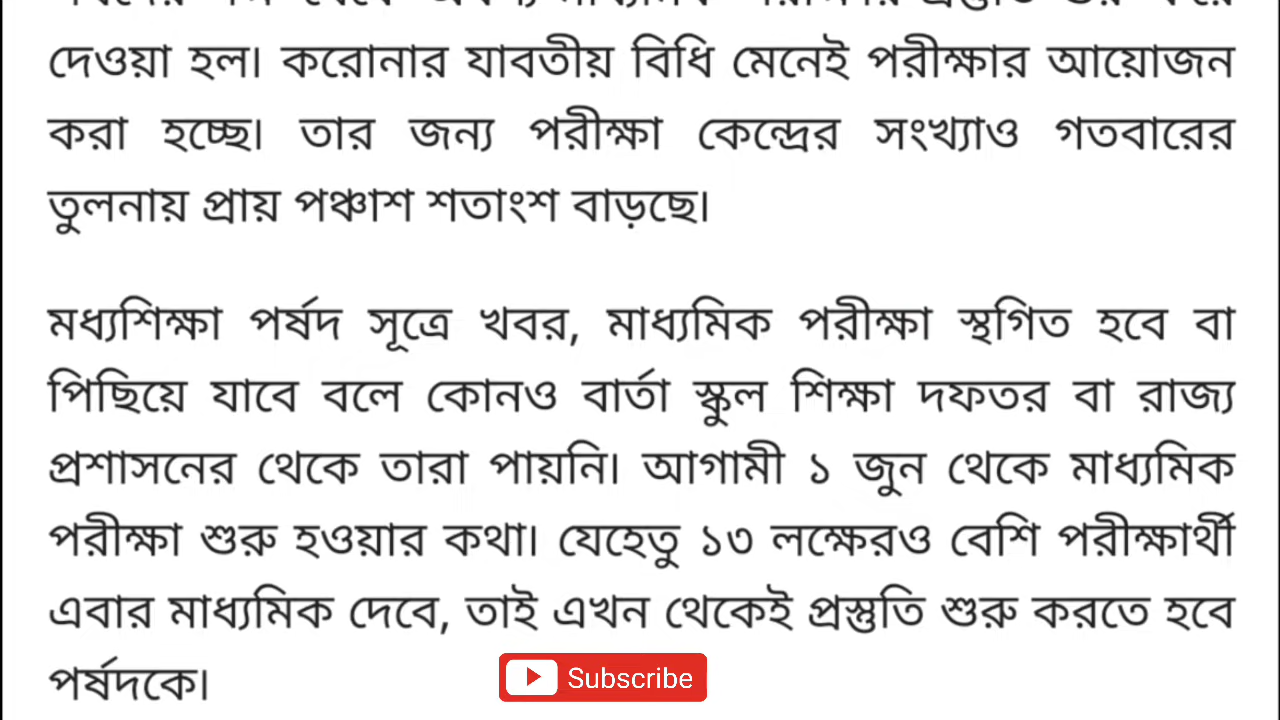 দেওয়া হল। করোনার যাবতীয় বিধি মেনেই পরীক্ষার আয়োজন
করা হচ্ছে। তার জন্য পরীক্ষা কেন্দ্রের সংখ্যাও গতবারের
তুলনায় প্রায় পঞ্চাশ শতাংশ বাড়ছে।
মধ্যশিক্ষা পর্ষদ সূত্রে খবর, মাধ্যমিক পরীক্ষা স্থগিত হবে বা
পিছিয়ে যাবে বলে কোনও বার্তা স্কুল শিক্ষা দফতর বা রাজ্য
প্রশাসনের থেকে তারা পায়নি। আগামী ১ জুন থেকে মাধ্যমিক
পরীক্ষা শুরু হওয়ার কথা। যেহেতু ১৩ লক্ষেরও বেশি পরীক্ষার্থী
এবার মাধ্যমিক দেবে, তাই এখন থেকেই প্রস্তুতি শুরু করতে হবে
পর্ষদকে।
Subscribe